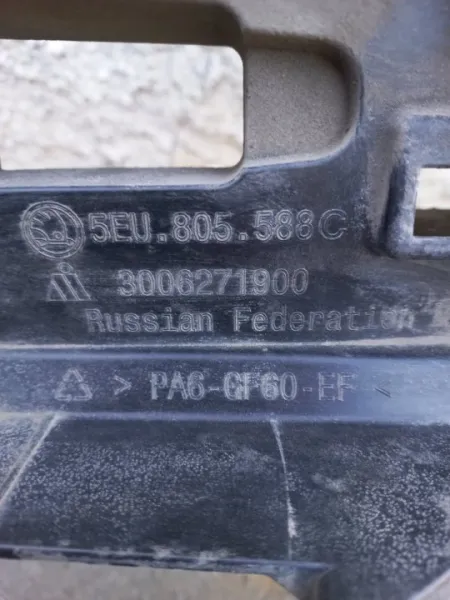 5EU.805.588C
3006271900
Russian Federation
> PA6-GF60-EF <